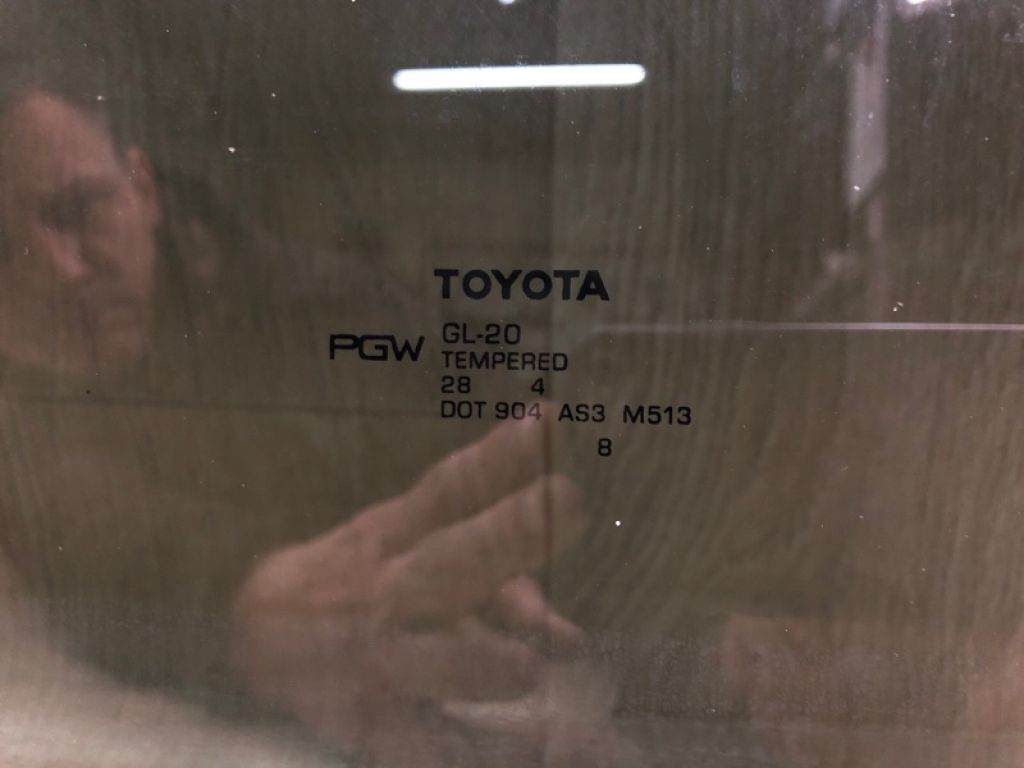 TOYOTA
PGW
GL-20
TEMPERED
28 4
DOT 904 AS3 M513
8